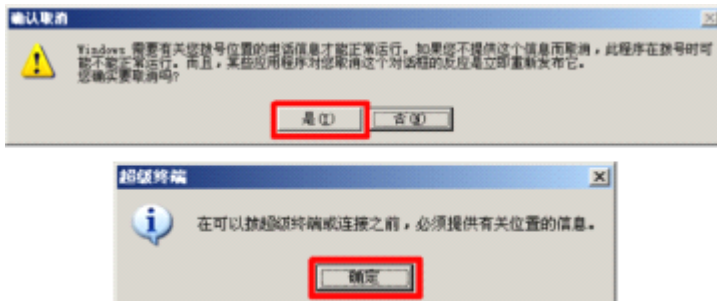 确认取消
Windows 需要有关您拨号位置的电话信息才能正常运行。如果您不提供这个信息而取消，此程序在拨号时可
能不能正常运行。而且，某些应用程序对您取消这个对话框的反应是立即重新发布它。
您确实要取消吗?
是(Y)
否(N)
超级终端
在可以拨超级终端或连接之前，必须提供有关位置的信息。
确定